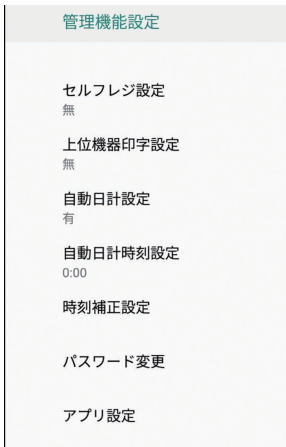 管理機能設定
セルフレジ設定
無
上位機器印字設定
無
自動日計設定
有
自動日計時刻設定
0:00
時刻補正設定
パスワード変更
アプリ設定